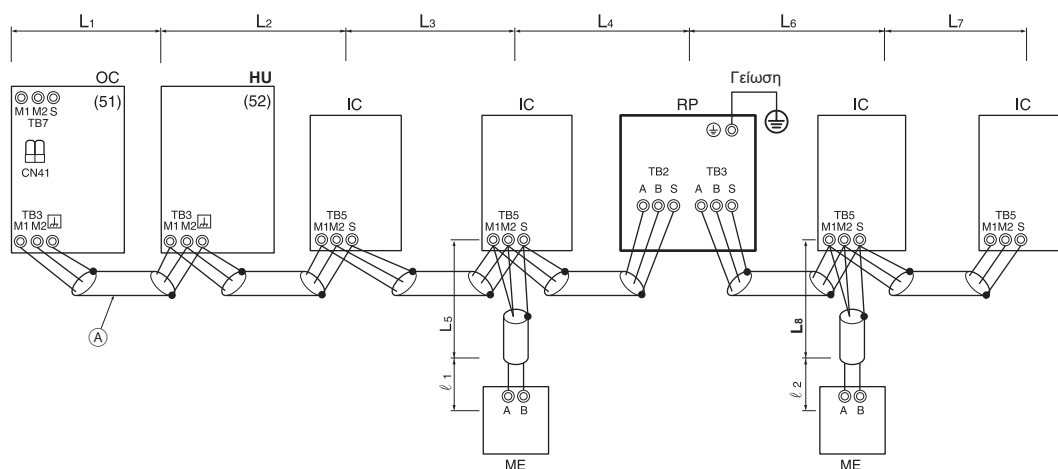 L1 L2 L3 L4 L6 L7
OC
(51)
M1 M2 S
TB7
CN41
TB3
M1 M2
HU
(52)
TB3
M1 M2
IC
TB5
M1 M2 S
IC
TB5
M1 M2 S
RP
Γείωση
TB2 TB3
A B S A B S
IC
TB5
M1 M2 S
IC
TB5
M1 M2 S
A
L5
ℓ1
A B
ME
L8
ℓ2
A B
ME